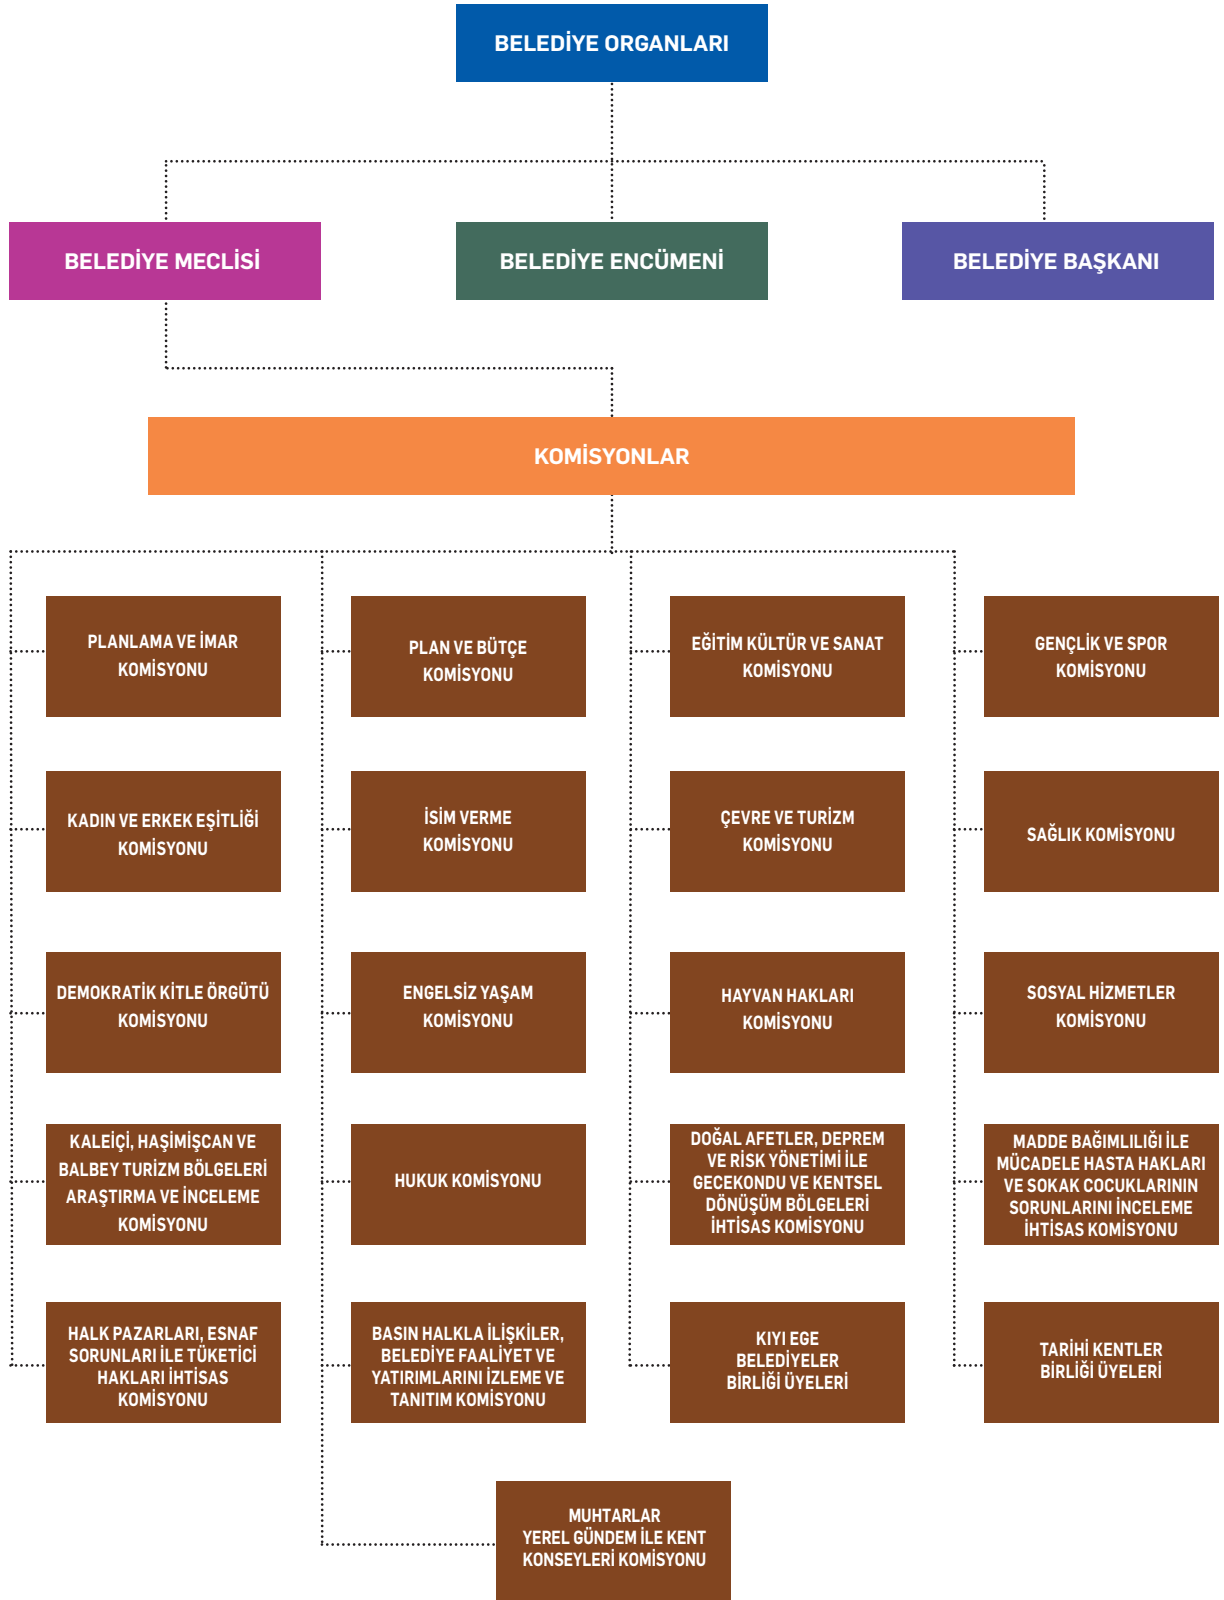 BELEDİYE ORGANLARI
BELEDİYE MECLİSİ
BELEDİYE ENCÜMENİ
BELEDİYE BAŞKANI
KOMİSYONLAR
PLANLAMA VE İMAR
KOMİSYONU
PLAN VE BÜTÇE
KOMİSYONU
EĞİTİM KÜLTÜR VE SANAT
KOMİSYONU
GENÇLİK VE SPOR
KOMİSYONU
KADIN VE ERKEK EŞİTLİĞİ
KOMİSYONU
İSİM VERME
KOMİSYONU
ÇEVRE VE TURİZM
KOMİSYONU
SAĞLIK KOMİSYONU
DEMOKRATİK KİTLE ÖRGÜTÜ
KOMİSYONU
ENGELSİZ YAŞAM
KOMİSYONU
HAYVAN HAKLARI
KOMİSYONU
SOSYAL HİZMETLER
KOMİSYONU
KALEİÇİ, HAŞİMİŞCAN VE
BALBEY TURİZM BÖLGELERİ
ARAŞTIRMA VE İNCELEME
KOMİSYONU
HUKUK KOMİSYONU
DOĞAL AFETLER, DEPREM
VE RİSK YÖNETİMİ İLE
GECEKONDU VE KENTSEL
DÖNÜŞÜM BÖLGELERİ
İHTİSAS KOMİSYONU
MADDE BAĞIMLILIĞI İLE
MÜCADELE HASTA HAKLARI
VE SOKAK COCUKLARININ
SORUNLARINI İNCELEME
İHTİSAS KOMİSYONU
HALK PAZARLARI, ESNAF
SORUNLARI İLE TÜKETİCİ
HAKLARI İHTİSAS
KOMİSYONU
BASIN HALKLA İLİŞKİLER,
BELEDİYE FAALİYET VE
YATIRIMLARINI İZLEME VE
TANITIM KOMİSYONU
KIYI EGE
BELEDİYELER
BİRLİĞİ ÜYELERİ
TARİHİ KENTLER
BİRLİĞİ ÜYELERİ
MUHTARLAR
YEREL GÜNDEM İLE KENT
KONSEYLERİ KOMİSYONU